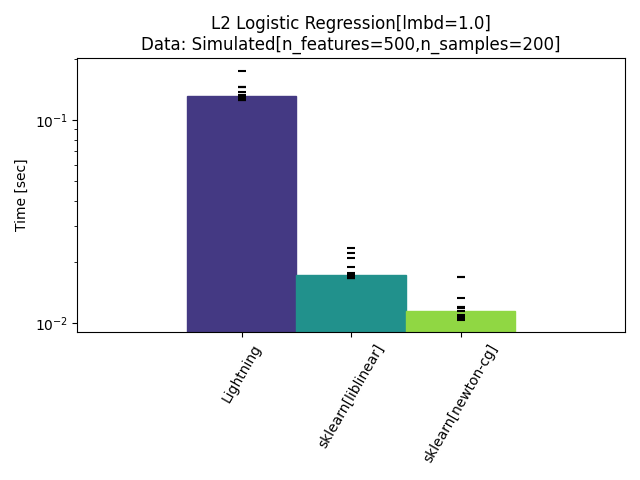 L2 Logistic Regression[lmbd=1.0]
Data: Simulated[n_features=500,n_samples=200]
Time [sec]
10⁻¹
10⁻²
Lightning
sklearn[liblinear]
sklearn[newton-cg]